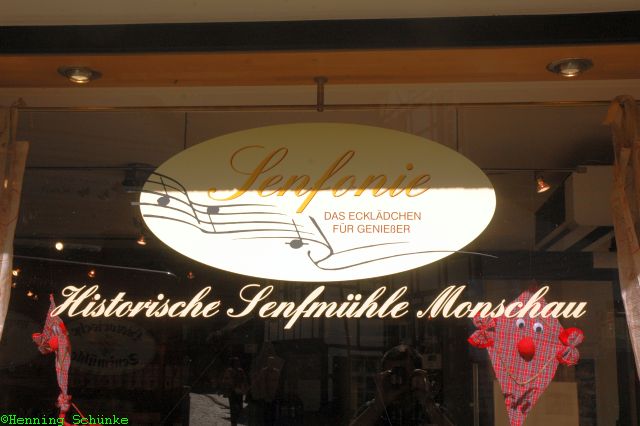 Senfonie
DAS ECKLÄDCHEN
FÜR GENIEßER
Historische Senfmühle Monschau
©Henning Schünke